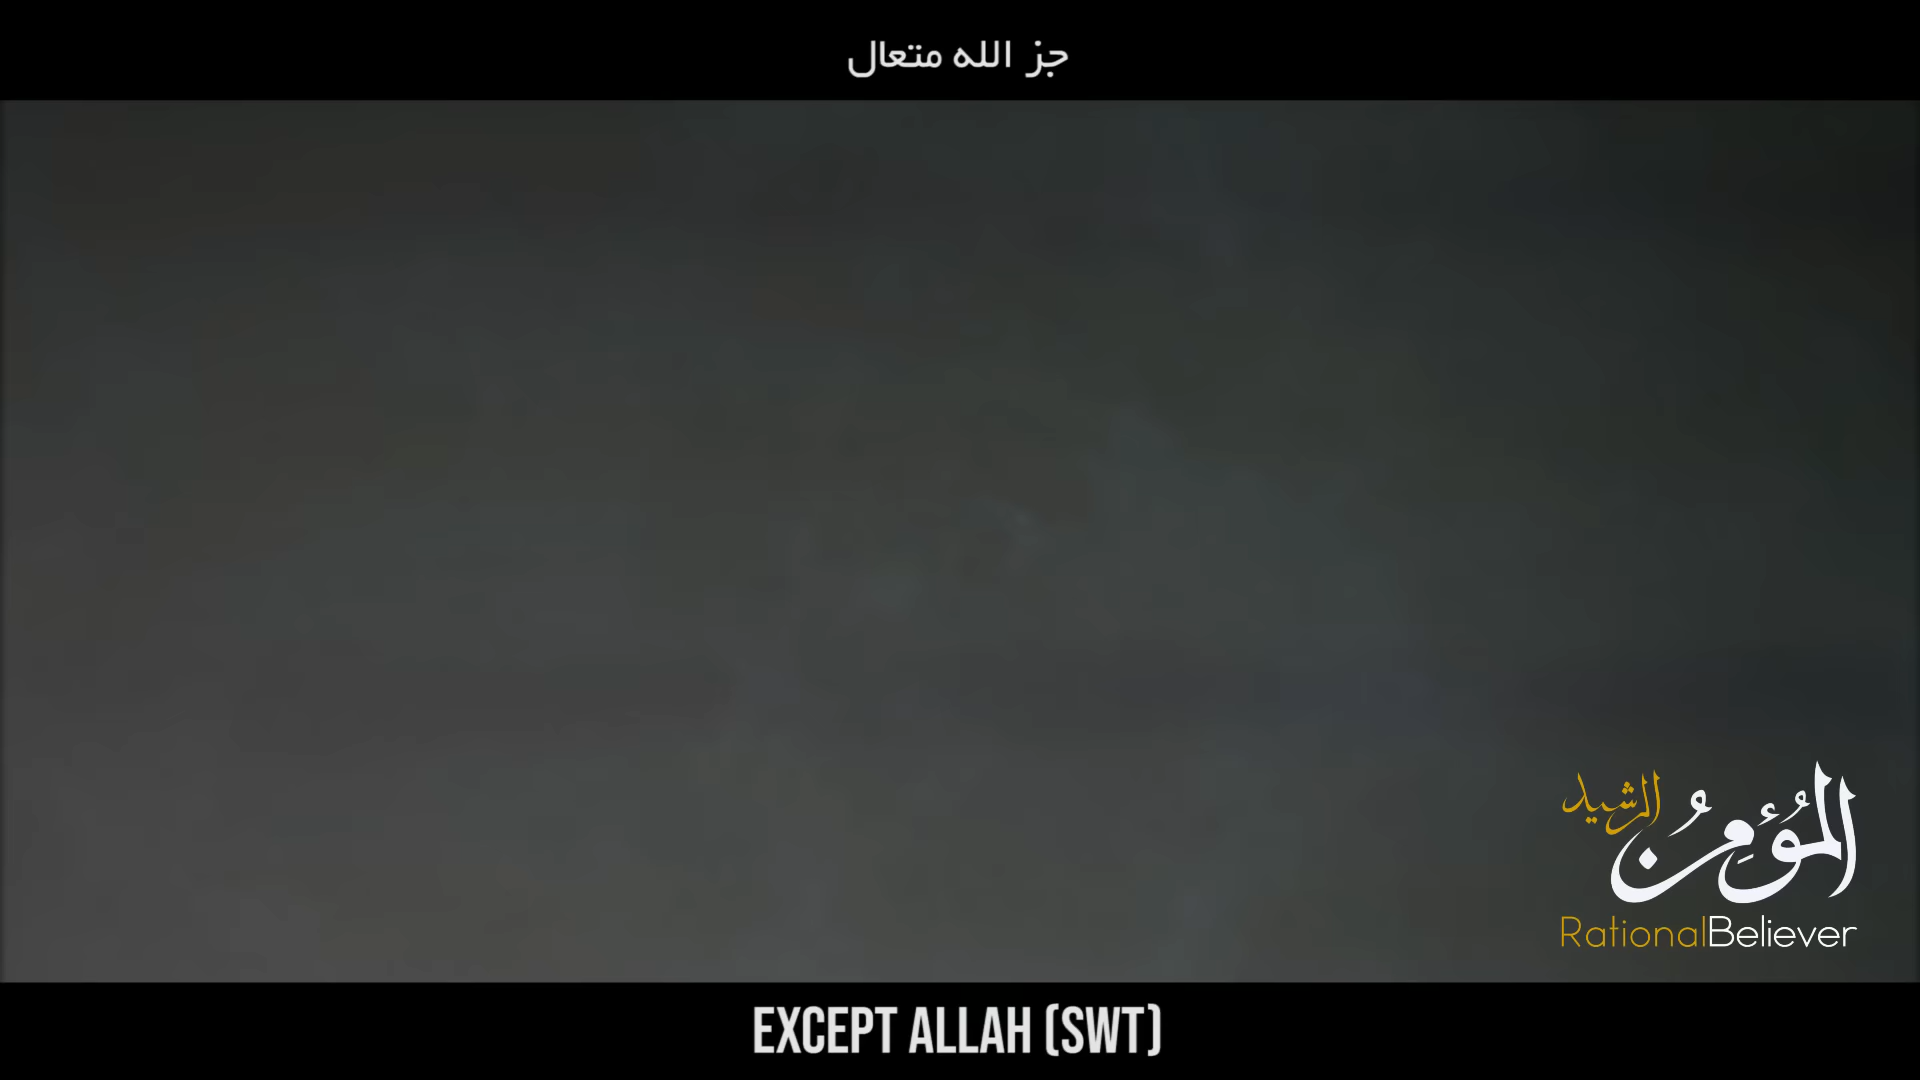 جز الله متعال
المؤمن الرشيد
RationalBeliever
EXCEPT ALLAH (SWT)